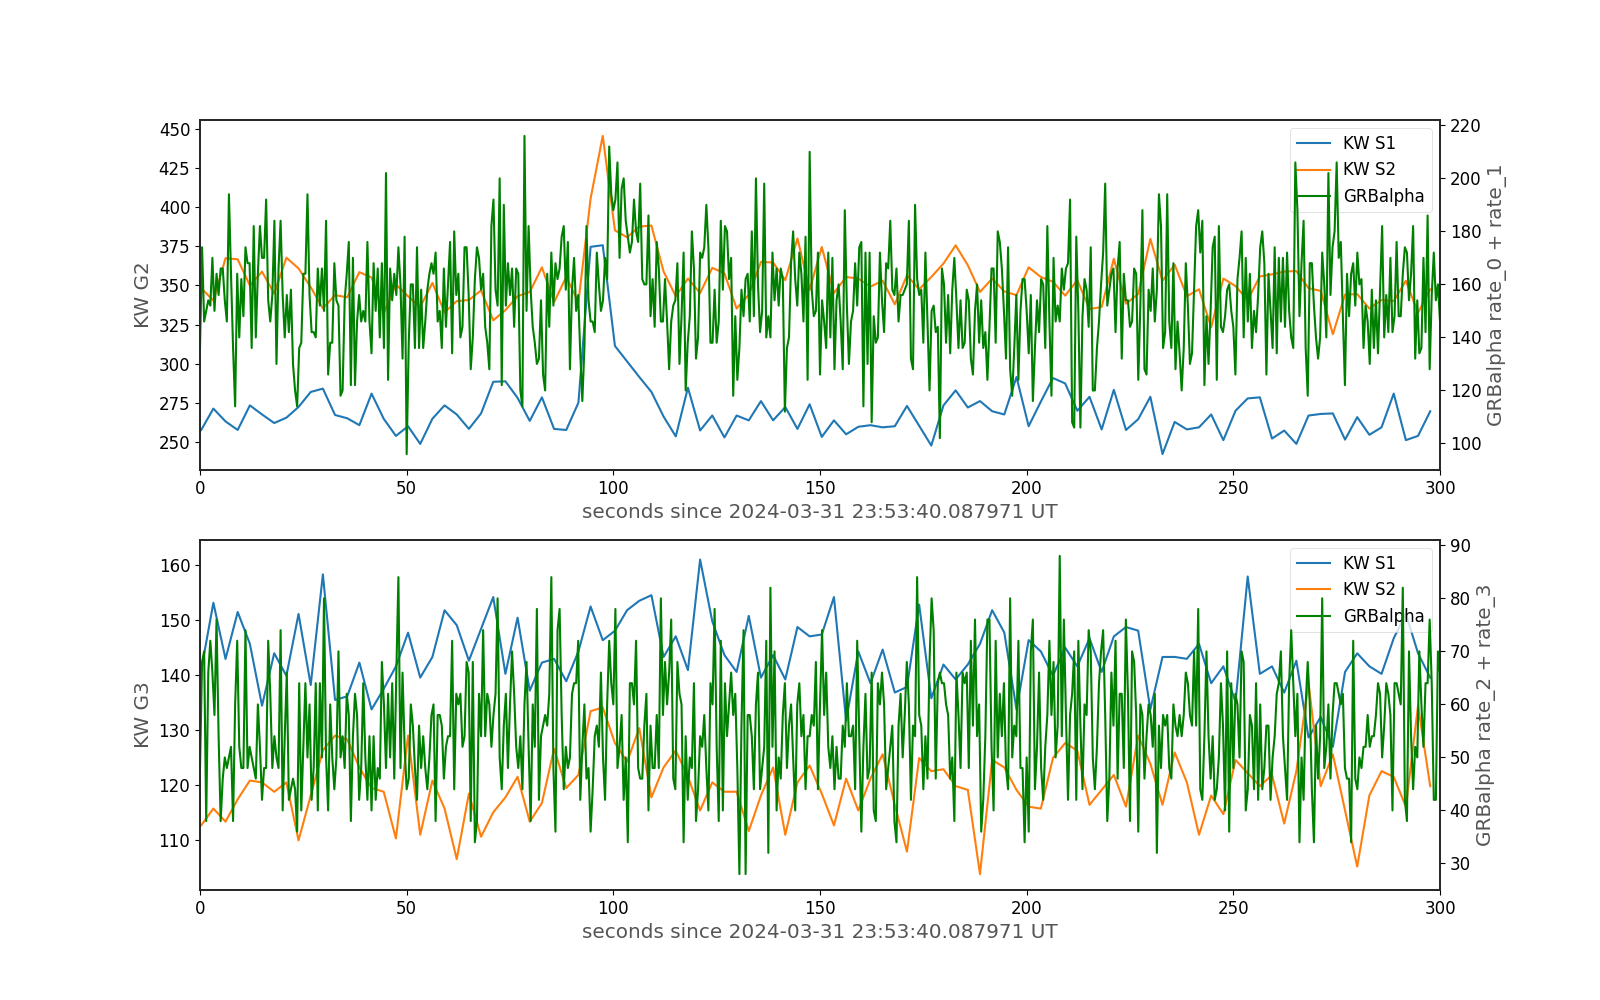 450
425
400
375
350
325
300
275
250
KW G2
220
200
180
160
140
120
100
GRBalpha rate_0 + rate_1
KW S1
KW S2
GRBalpha
0 50 100 150 200 250 300
seconds since 2024-03-31 23:53:40.087971 UT
160
150
140
130
120
110
KW G3
90
80
70
60
50
40
30
GRBalpha rate_2 + rate_3
KW S1
KW S2
GRBalpha
0 50 100 150 200 250 300
seconds since 2024-03-31 23:53:40.087971 UT